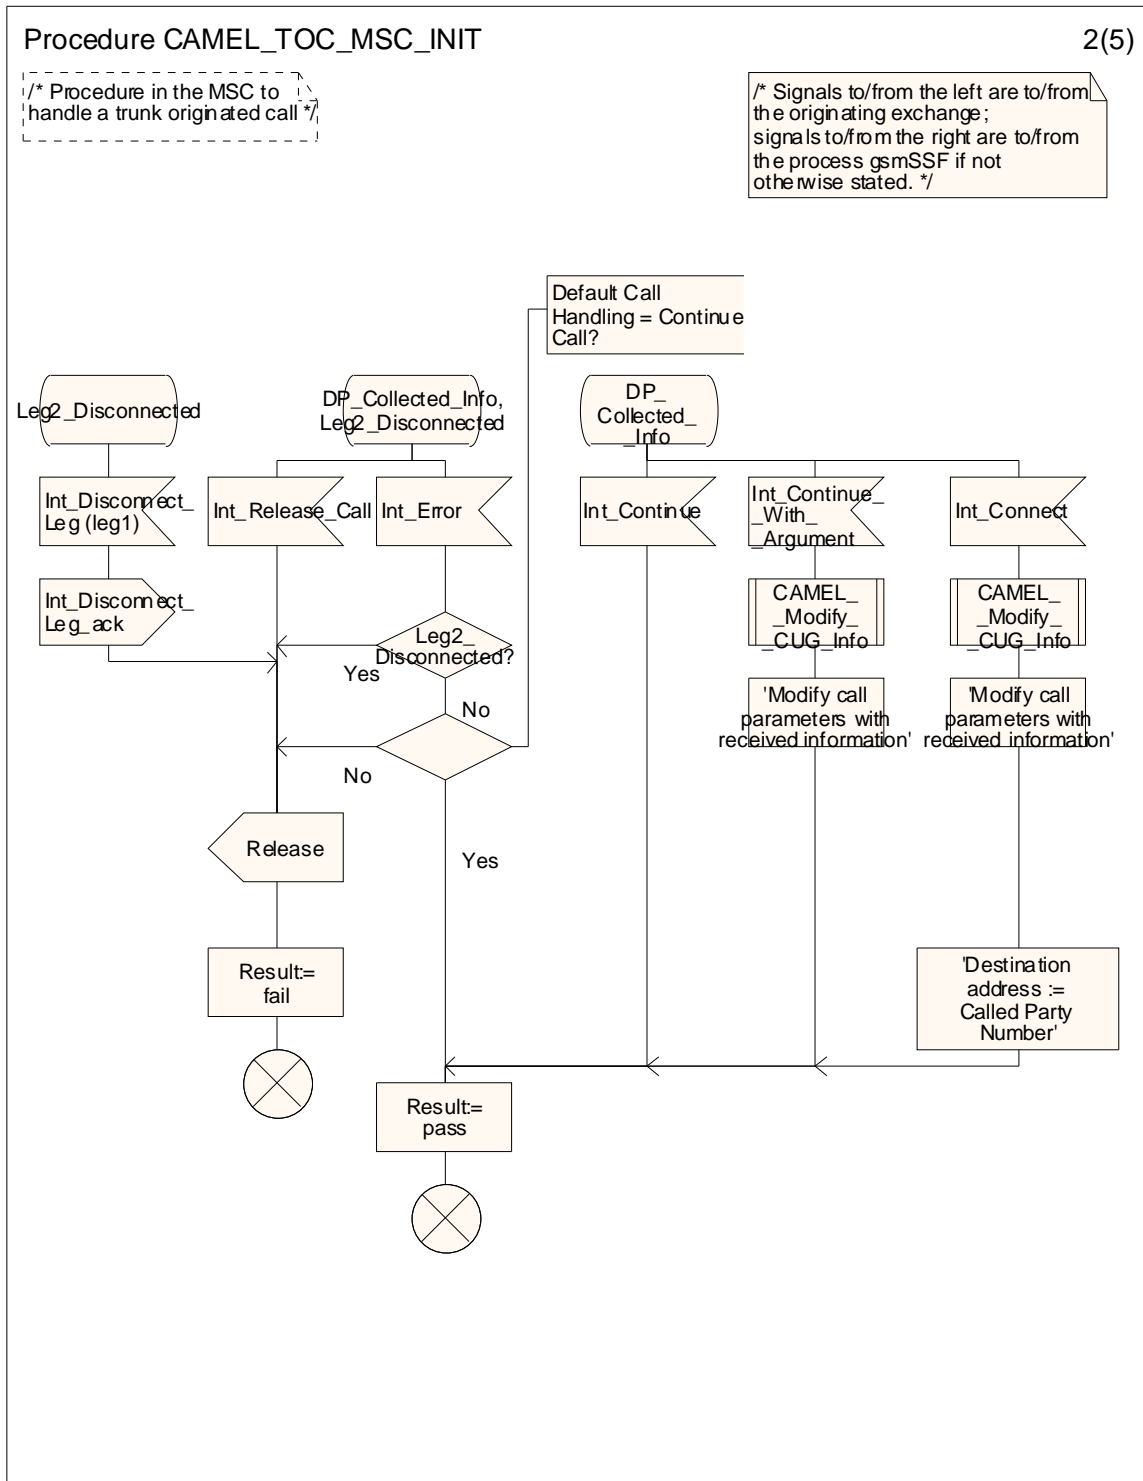 Procedure CAMEL_TOC_MSC_INIT
2(5)
/* Procedure in the MSC to
handle a trunk originated call */
/* Signals to/from the left are to/from
the originating exchange;
signals to/from the right are to/from
the process gsmSSF if not
otherwise stated. */
Default Call
Handling = Continue
Call?
Leg2_Disconnected
DP_Collected_Info,
Leg2_Disconnected
DP_
Collected_
_Info
Int_Disconnect_
Leg (leg1)
Int_Release_Call
Int_Error
Int_Continue
Int_Continue_
_With_
_Argument
Int_Connect
Int_Disconnect_
Leg_ack
CAMEL_
_Modify_
_CUG_Info
CAMEL_
_Modify_
_CUG_Info
Leg2_
Disconnected?
Yes
No
'Modify call
parameters with
received information'
'Modify call
parameters with
received information'
No
Release
Yes
Result:=
fail
'Destination
address :=
Called Party
Number'
Result:=
pass